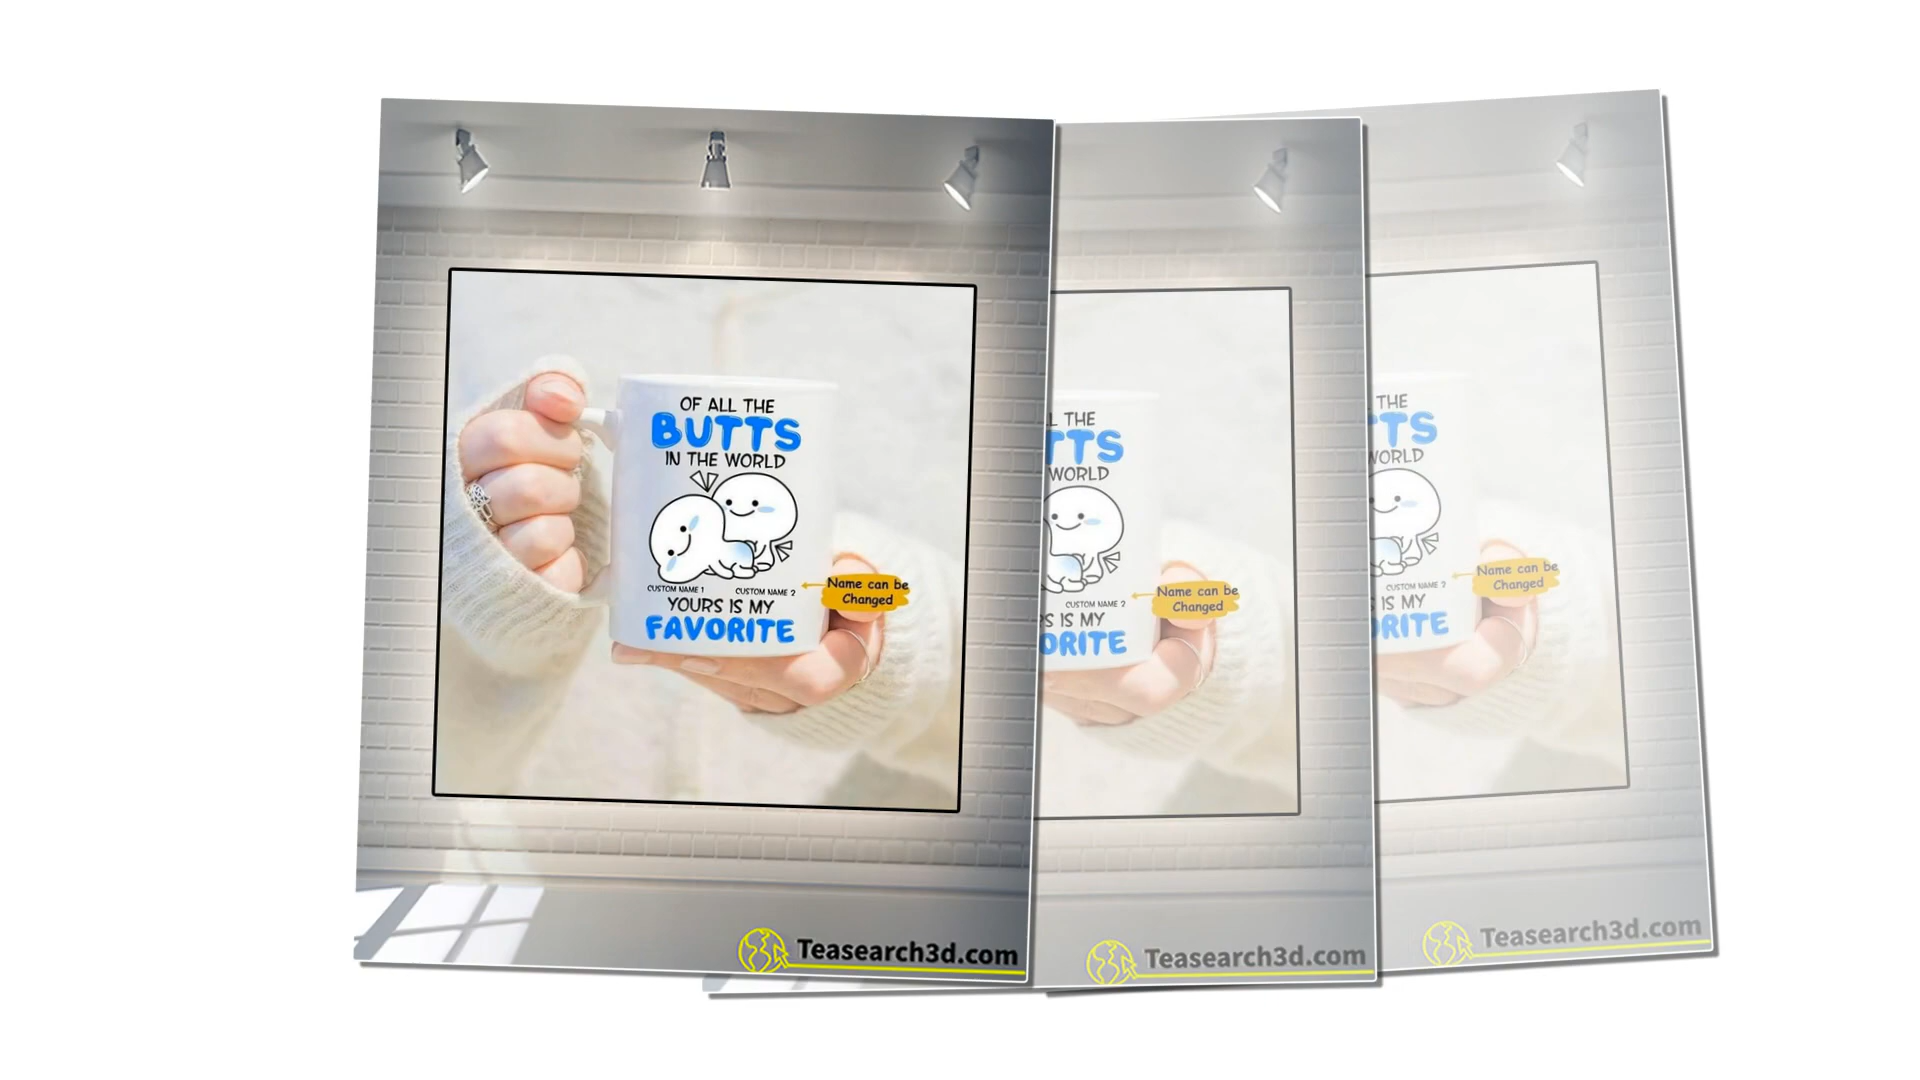 OF ALL THE
BUTTS
IN THE WORLD
CUSTOM NAME 1
CUSTOM NAME 2
Name can be
Changed
YOURS IS MY
FAVORITE
Teasearch3d.com
L THE
TTS
WORLD
CUSTOM NAME 2
Name can be
Changed
RS IS MY
ORITE
Teasearch3d.com
THE
TTS
WORLD
CUSTOM NAME 2
Name can be
Changed
IS MY
RITE
Teasearch3d.com